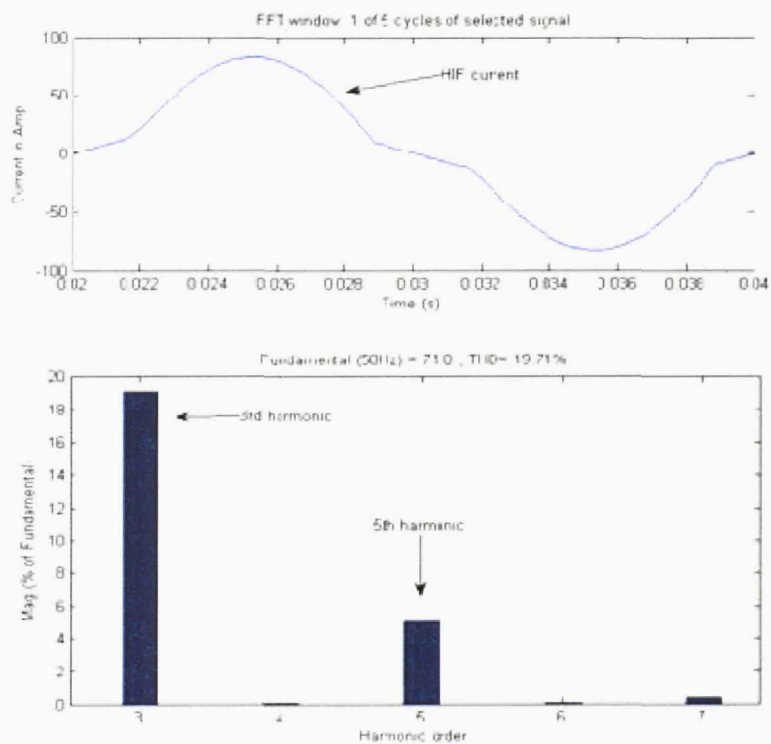 FFT window: 1 of 5 cycles of selected signal
100
50
0
-50
-100
Current in Amp
HIF current
0.02 0.022 0.024 0.026 0.028 0.03 0.032 0.034 0.036 0.038 0.04
Time (s)
Fundamental (50Hz) = THD= 19.71%
20
18
16
14
12
10
8
6
4
2
0
Mag (% of Fundamental
3rd harmonic
5th harmonic
3 4 5 6 7
Harmonic order